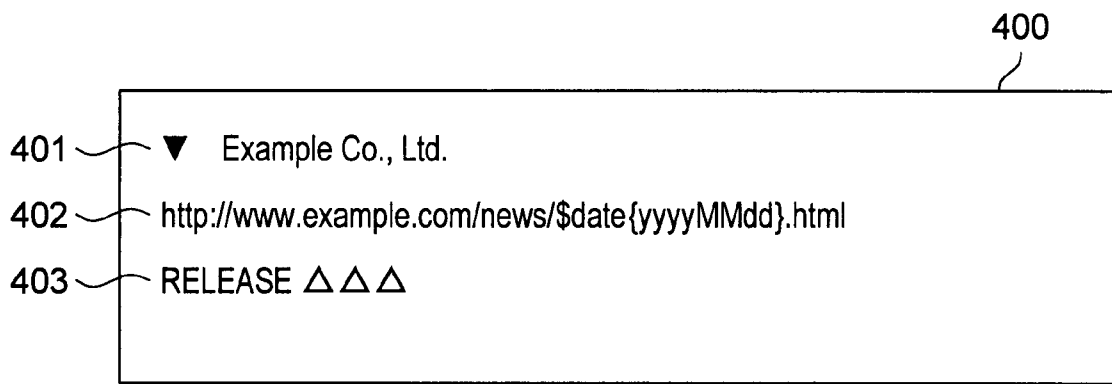 400
401 ▼ Example Co., Ltd.
402 http://www.example.com/news/$date{yyyyMMdd}.html
403 RELEASE △△△